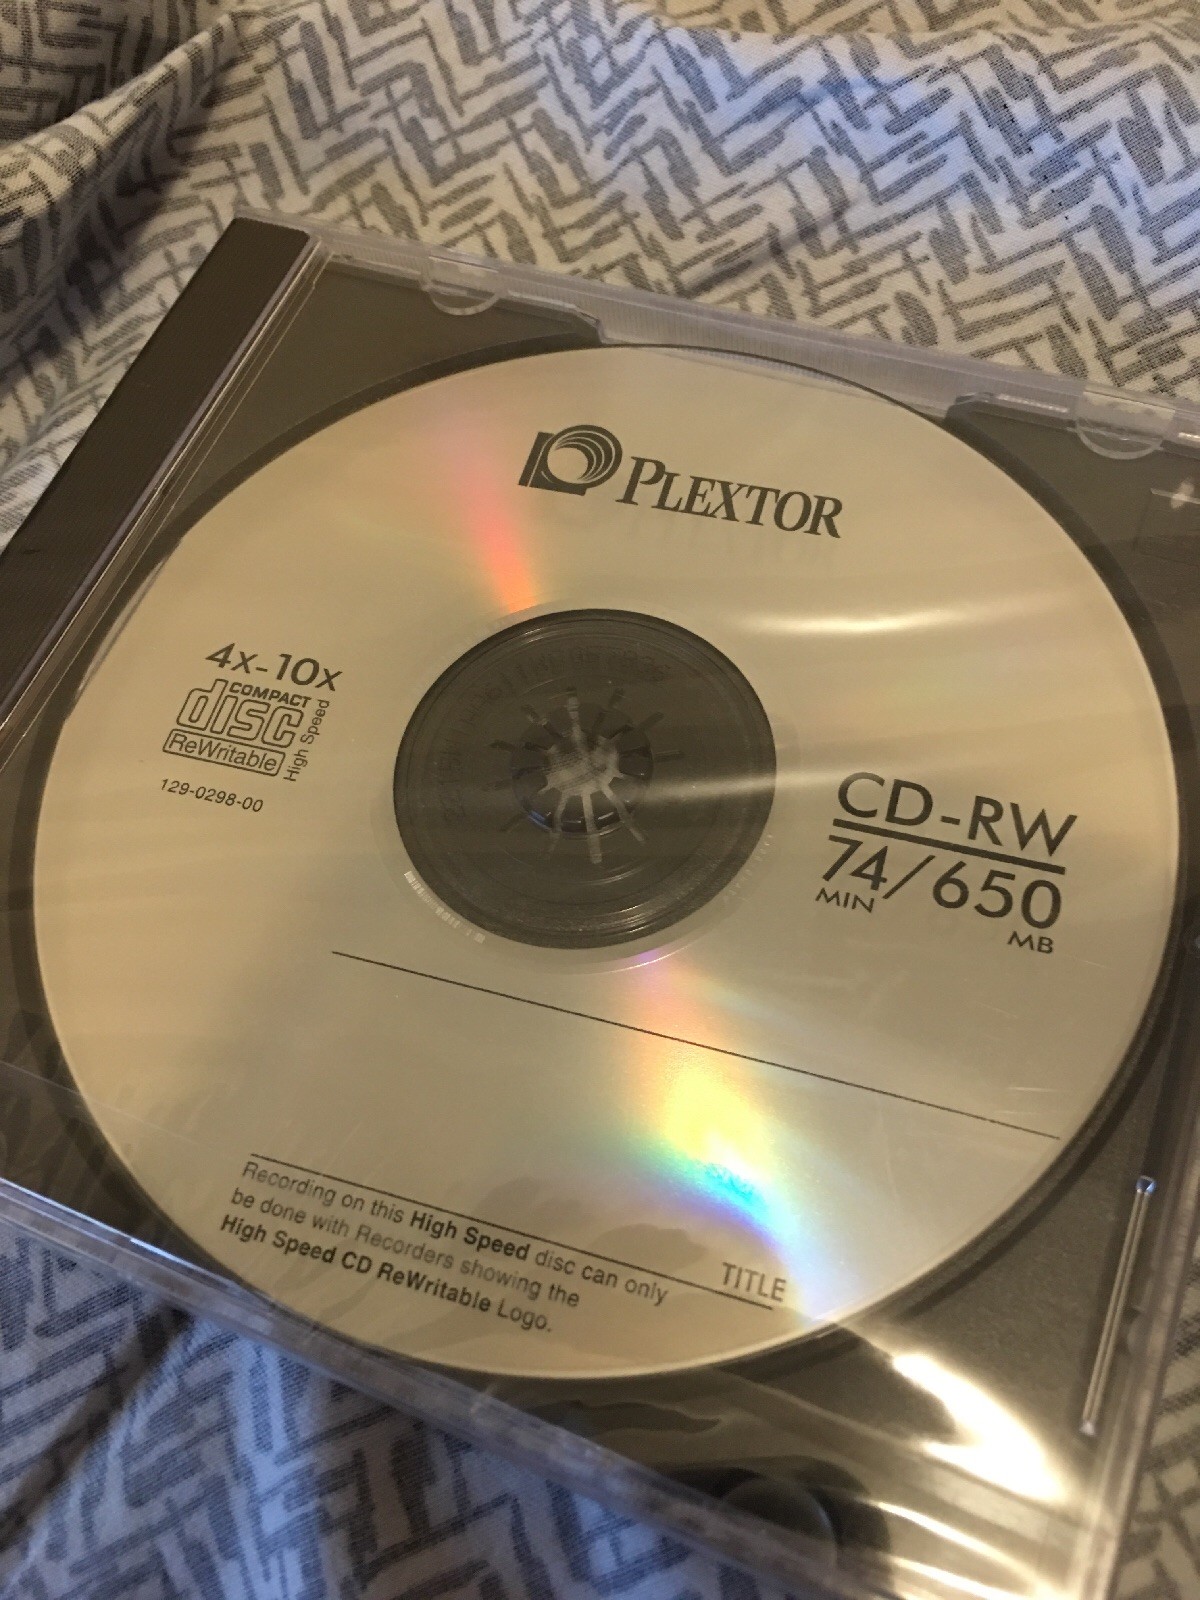 PLEXTOR
4x-10x
COMPACT
disc
ReWritable
High Speed
129-0298-00
CD-RW
74/650
MIN
MB
Recording on this High Speed disc can only
be done with Recorders showing the
High Speed CD ReWritable Logo.
TITLE